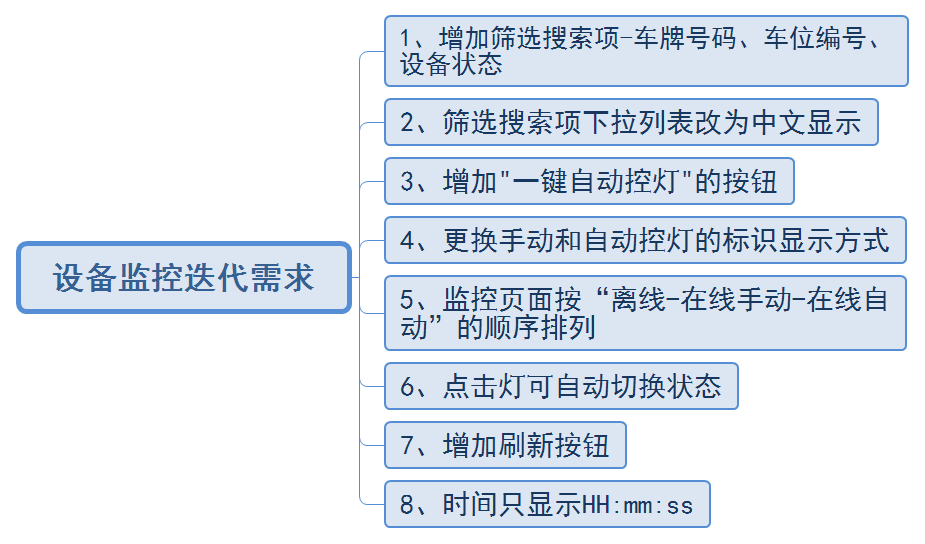 设备监控迭代需求
1、增加筛选搜索项-车牌号码、车位编号、
设备状态
2、筛选搜索项下拉列表改为中文显示
3、增加"一键自动控灯"的按钮
4、更换手动和自动控灯的标识显示方式
5、监控页面按“离线-在线手动-在线自
动”的顺序排列
6、点击灯可自动切换状态
7、增加刷新按钮
8、时间只显示HH:mm:ss